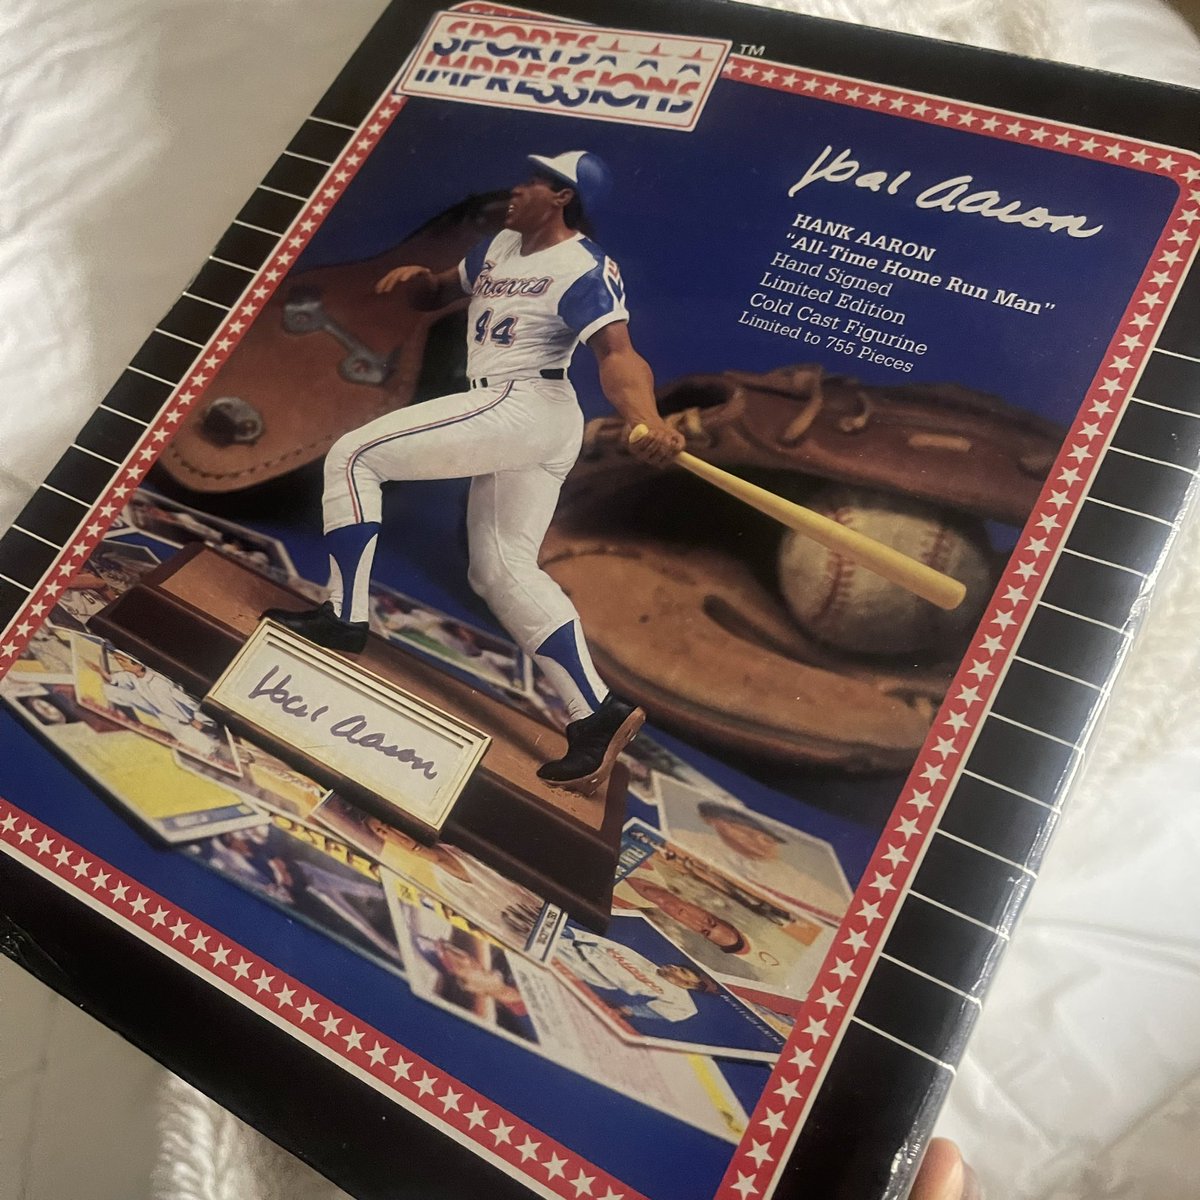 SPORTS
IMPRESSIONS
TM
Hank Aaron
HANK AARON
"All-Time Home Run Man"
Hand Signed
Limited Edition
Cold Cast Figurine
Limited to 755 Pieces
Braves
44
Hank Aaron